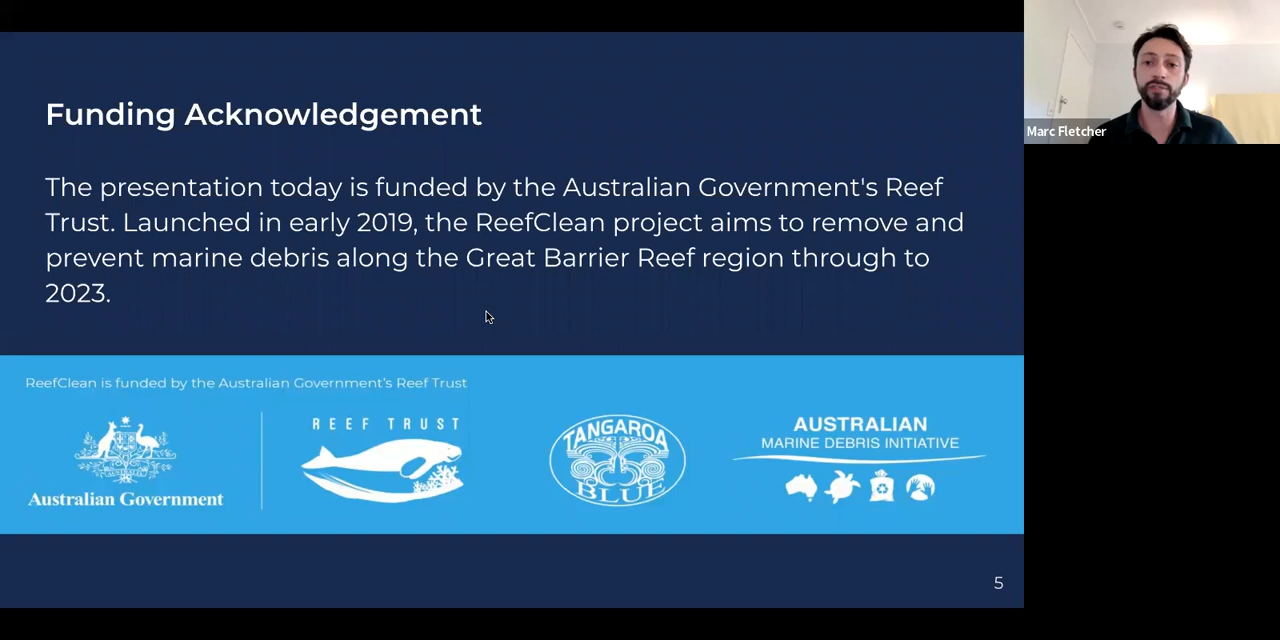 Funding Acknowledgement
The presentation today is funded by the Australian Government's Reef
Trust. Launched in early 2019, the ReefClean project aims to remove and
prevent marine debris along the Great Barrier Reef region through to
2023.
ReefClean is funded by the Australian Government's Reef Trust
Australian Government
REEF TRUST
TANGAROA
BLUE
AUSTRALIAN
MARINE DEBRIS INITIATIVE
5
Marc Fletcher